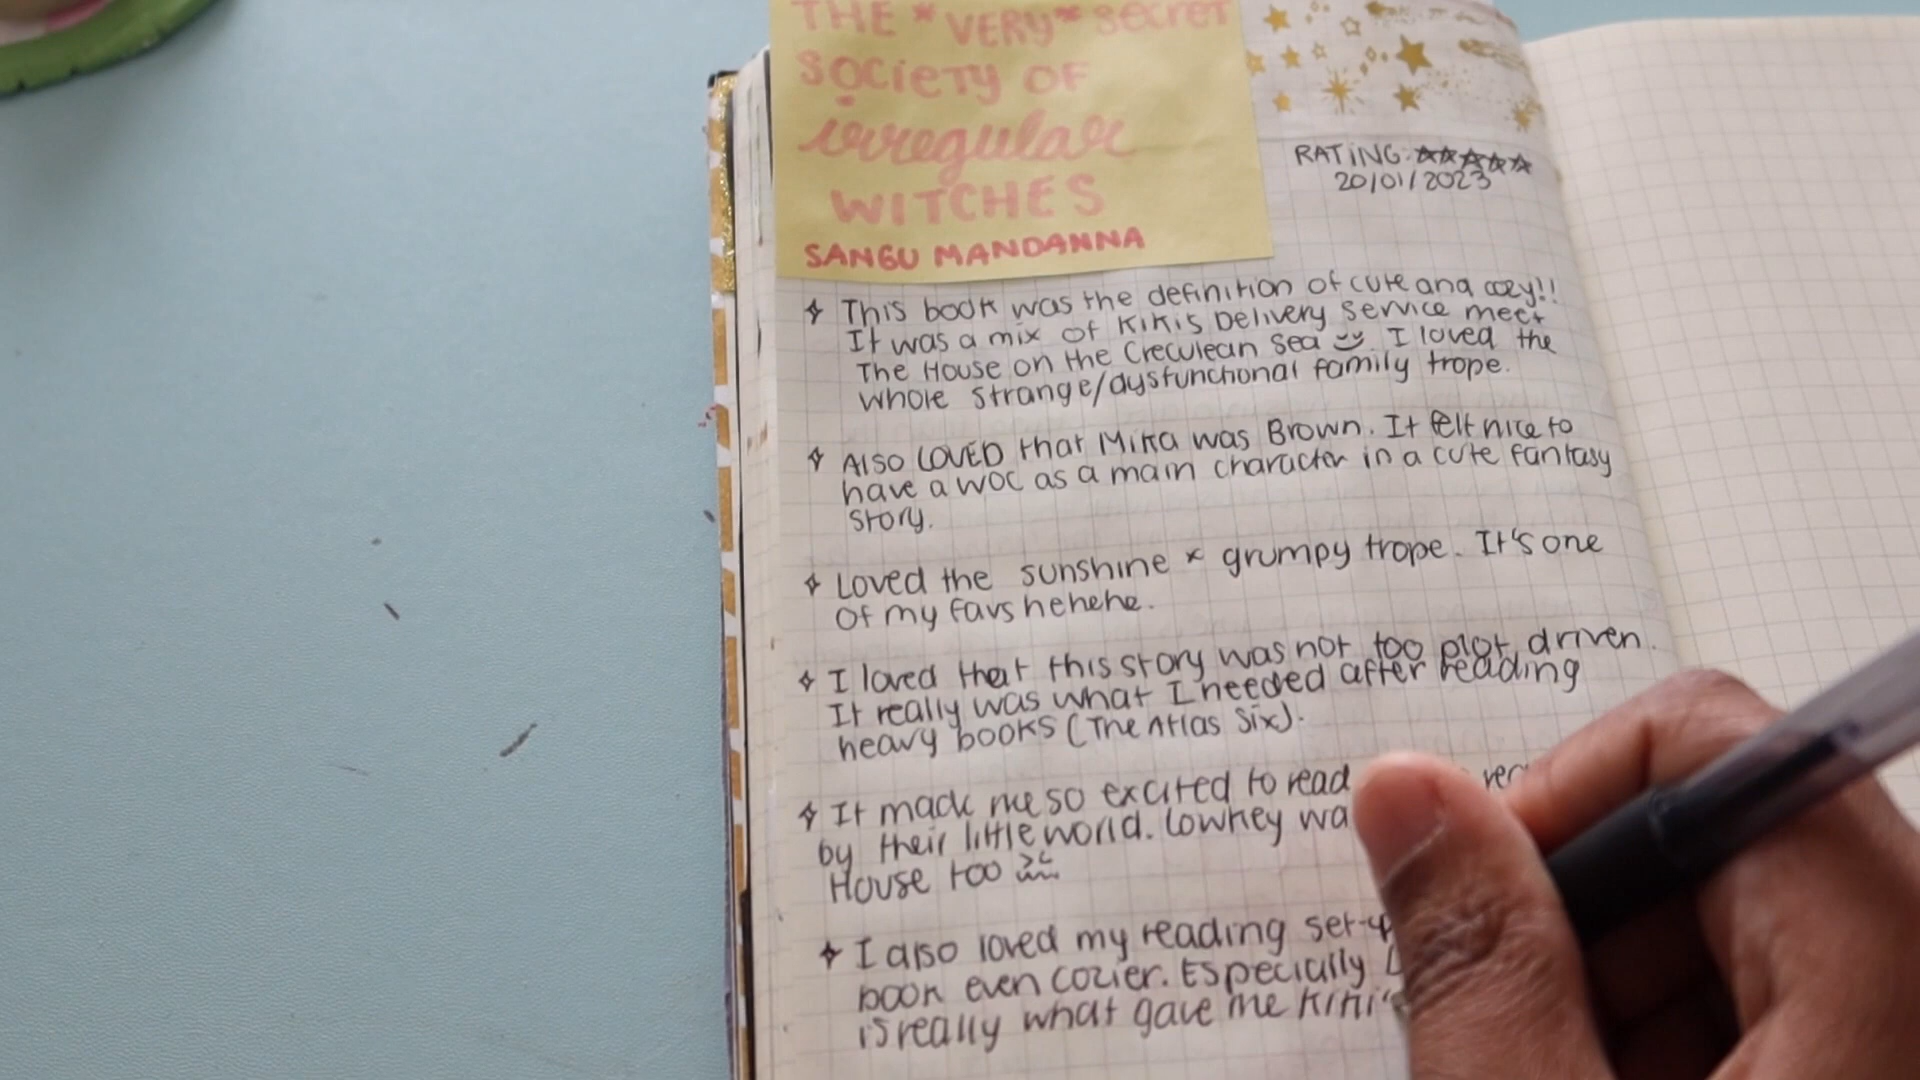 THE *VERY* Secret
SOCieTY OF
irregular
WITCHES
SANGU MANDANNA
RATiNG: ☆☆☆☆☆
20/01/2023
This book was the definition of cute and cozy!!
It was a mix of Kikis Delivery Service meet
The House on the Creculean Sea I loved the
whole strange/dysfunctional family trope.
Also LOVED that Mika was Brown. It felt nice to
have a WOC as a main character in a cute fantasy
story.
Loved the sunshine x grumpy trope. It's one
of my favs hehehe.
I loved that this story was not too plot driven.
It really was what I needed after reading
heavy books (The Atlas Six).
It made me so excited to read
by their little world. Lowkey
House too
I also loved my reading set-up
book even cozier. Especially
is really what gave me Kiki's